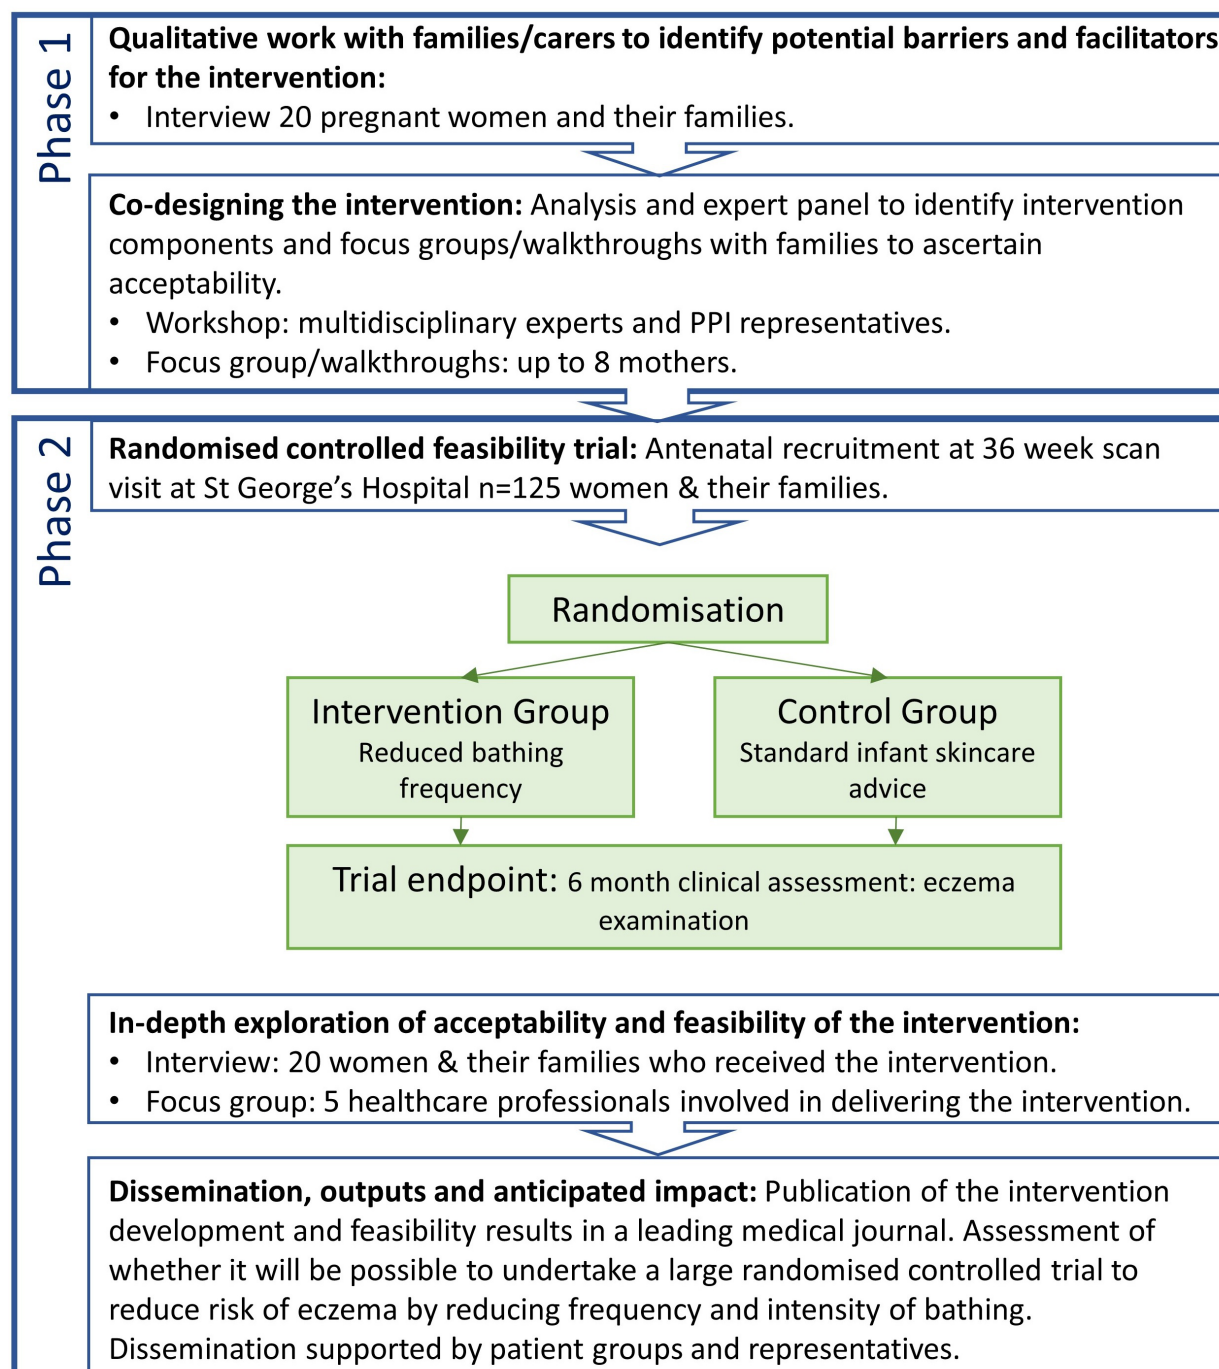 Phase 1
Qualitative work with families/carers to identify potential barriers and facilitators
for the intervention:
• Interview 20 pregnant women and their families.
Co-designing the intervention: Analysis and expert panel to identify intervention
components and focus groups/walkthroughs with families to ascertain
acceptability.
• Workshop: multidisciplinary experts and PPI representatives.
• Focus group/walkthroughs: up to 8 mothers.
Phase 2
Randomised controlled feasibility trial: Antenatal recruitment at 36 week scan
visit at St George’s Hospital n=125 women & their families.
Randomisation
Intervention Group
Reduced bathing
frequency
Control Group
Standard infant skincare
advice
Trial endpoint: 6 month clinical assessment: eczema
examination
In-depth exploration of acceptability and feasibility of the intervention:
• Interview: 20 women & their families who received the intervention.
• Focus group: 5 healthcare professionals involved in delivering the intervention.
Dissemination, outputs and anticipated impact: Publication of the intervention
development and feasibility results in a leading medical journal. Assessment of
whether it will be possible to undertake a large randomised controlled trial to
reduce risk of eczema by reducing frequency and intensity of bathing.
Dissemination supported by patient groups and representatives.